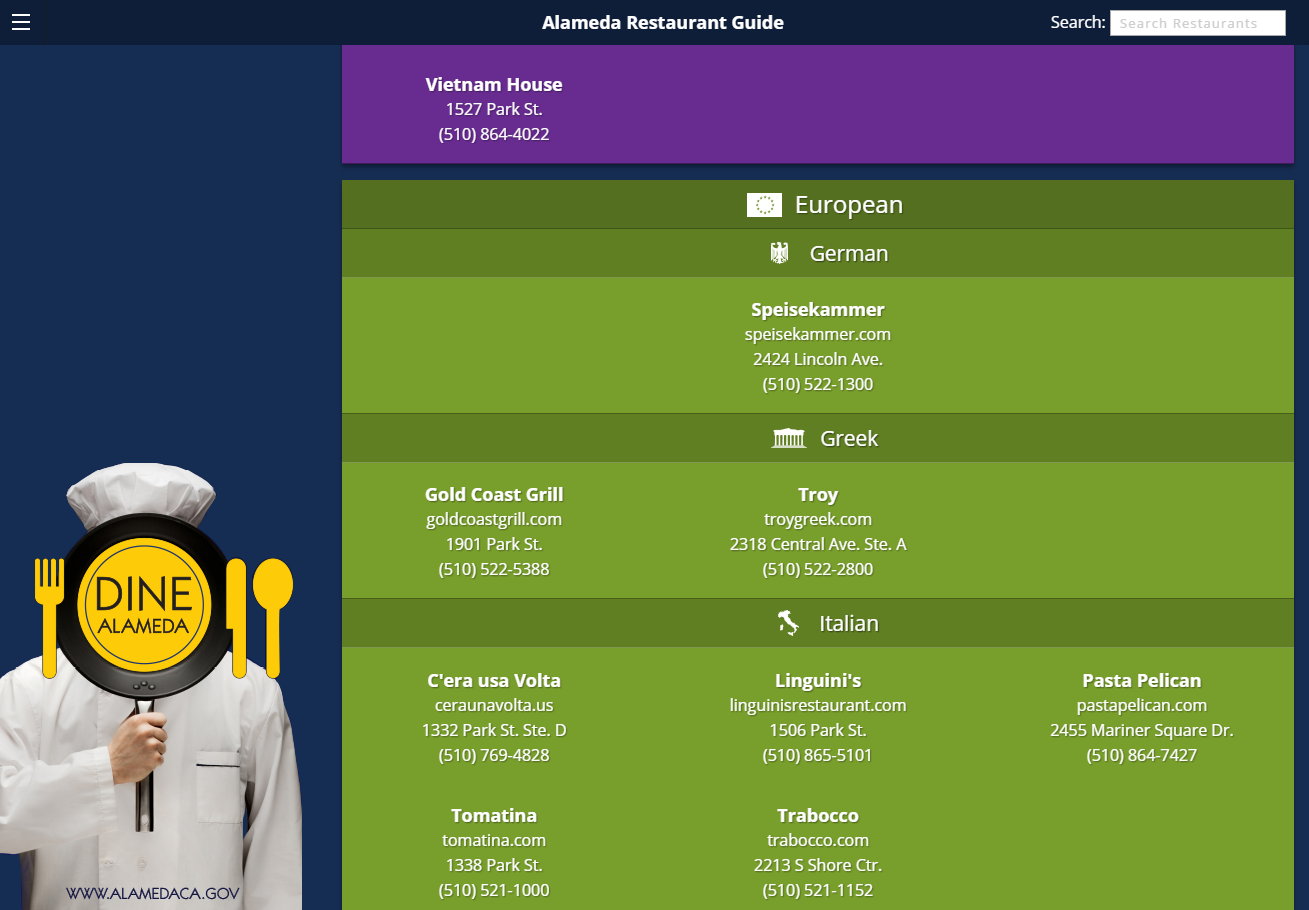 Alameda Restaurant Guide
Search: Search Restaurants
Vietnam House
1527 Park St.
(510) 864-4022
European
German
Speisekammer
speisekammer.com
2424 Lincoln Ave.
(510) 522-1300
Greek
Gold Coast Grill
goldcoastgrill.com
1901 Park St.
(510) 522-5388
Troy
troygreek.com
2318 Central Ave. Ste. A
(510) 522-2800
Italian
C'era usa Volta
ceraunavolta.us
1332 Park St. Ste. D
(510) 769-4828
Linguini's
linguinisrestaurant.com
1506 Park St.
(510) 865-5101
Pasta Pelican
pastapelican.com
2455 Mariner Square Dr.
(510) 864-7427
Tomatina
tomatina.com
1338 Park St.
(510) 521-1000
Trabocco
trabocco.com
2213 S Shore Ctr.
(510) 521-1152
DINE
ALAMEDA
WWW.ALAMEDACA.GOV